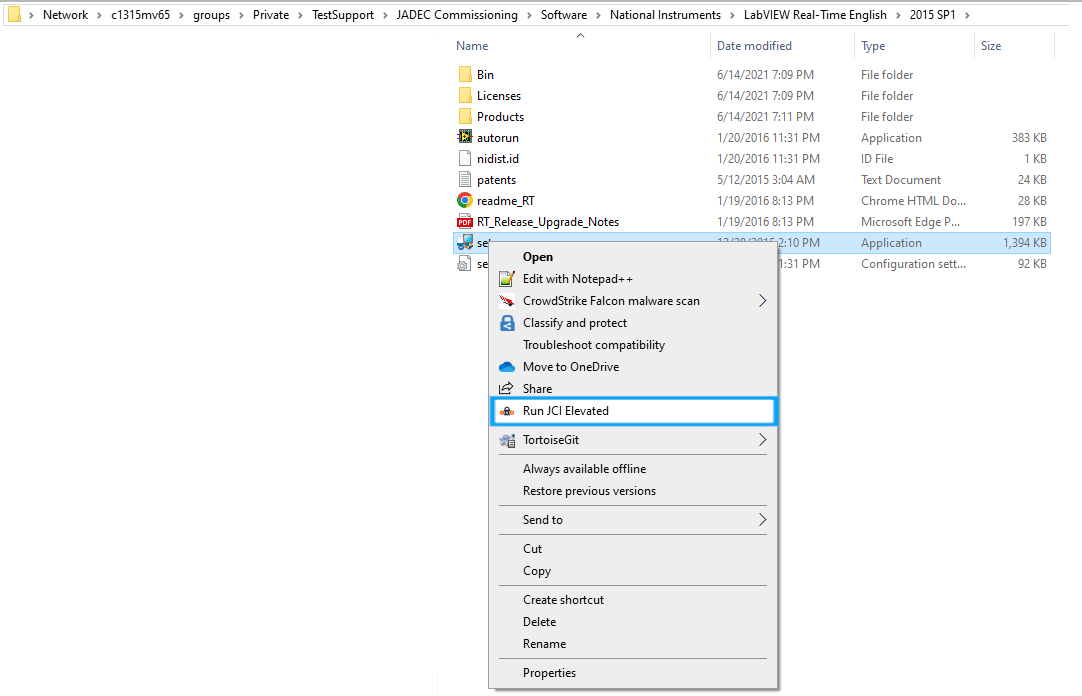 Network > c1315mv65 > groups > Private > TestSupport > JADEC Commissioning > Software > National Instruments > LabVIEW Real-Time English > 2015 SP1 >
Name Date modified Type Size
Bin 6/14/2021 7:09 PM File folder
Licenses 6/14/2021 7:09 PM File folder
Products 6/14/2021 7:11 PM File folder
autorun 1/20/2016 11:31 PM Application 383 KB
nidist.id 1/20/2016 11:31 PM ID File 1 KB
patents 5/12/2015 3:04 AM Text Document 24 KB
readme_RT 1/19/2016 8:13 PM Chrome HTML Do... 28 KB
PDF RT_Release_Upgrade_Notes 1/19/2016 8:13 PM Microsoft Edge P... 197 KB
2:10 PM Application 1,394 KB
se 1:31 PM Configuration sett... 92 KB
Open
Edit with Notepad++
CrowdStrike Falcon malware scan
Classify and protect
Troubleshoot compatibility
Move to OneDrive
Share
Run JCI Elevated
TortoiseGit
Always available offline
Restore previous versions
Send to
Cut
Copy
Create shortcut
Delete
Rename
Properties